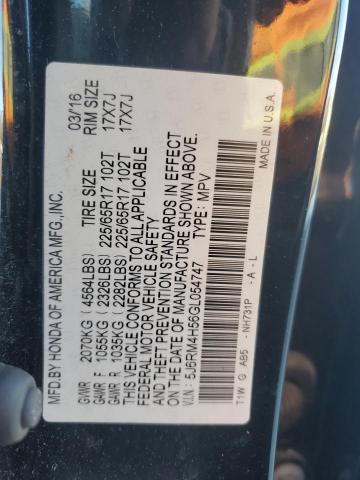 MFD.BY HONDA OF AMERICA MFG.,INC. 03/16
TIRE SIZE RIM SIZE
GVWR 2070KG (4564LBS)
GAWR F 1055KG (2326LBS) 225/65R17 102T 17X7J
GAWR R 1035KG (2282LBS) 225/65R17 102T 17X7J
THIS VEHICLE CONFORMS TO ALL APPLICABLE
FEDERAL MOTOR VEHICLE SAFETY
AND THEFT PREVENTION STANDARDS IN EFFECT
ON THE DATE OF MANUFACTURE SHOWN ABOVE.
V.I.N.: 5J6RM4H56GL054747 TYPE: MPV
T1W G AB5 - NH731P - A - L
MADE IN U.S.A.